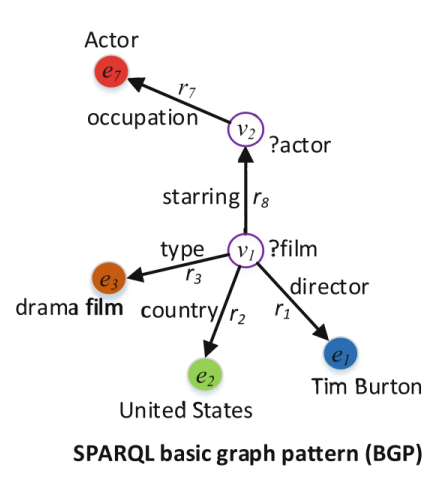 Actor
e7
r7
occupation
v2
?actor
starring r8
v1 ?film
type
r3
e3
director
drama film country r2
r1
e1
e2
Tim Burton
United States
SPARQL basic graph pattern (BGP)